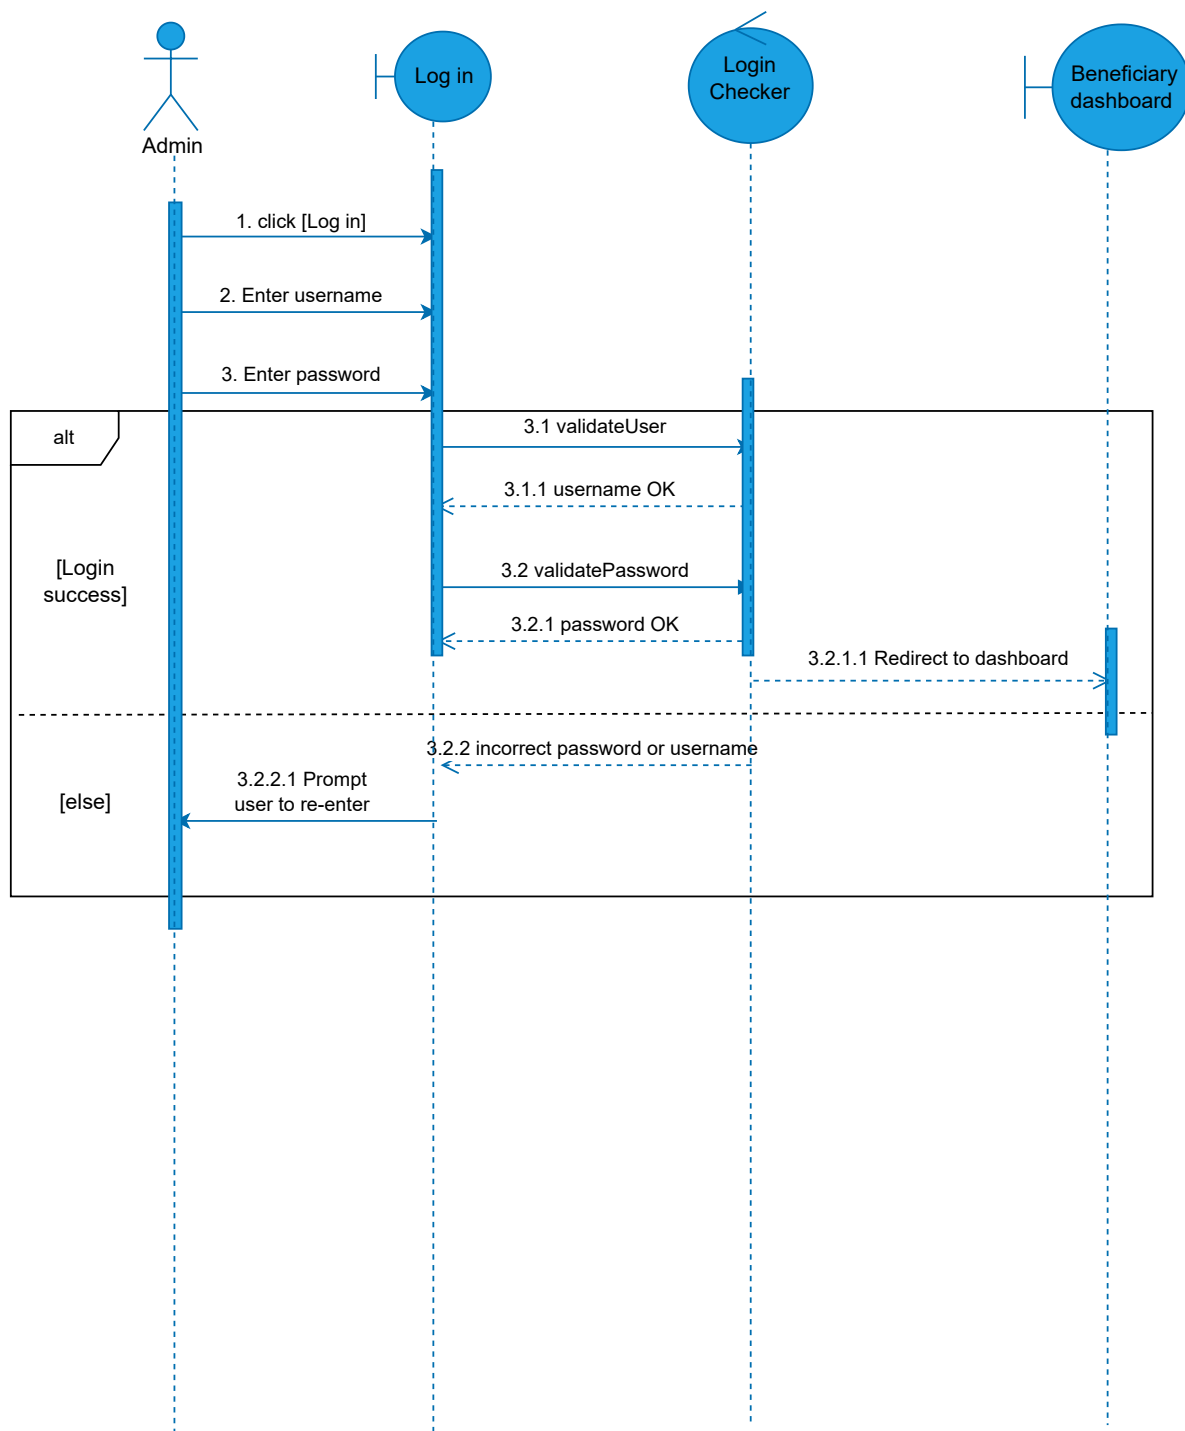 Admin
Log in
Login
Checker
Beneficiary
dashboard
1. click [Log in]
2. Enter username
3. Enter password
alt
3.1 validateUser
3.1.1 username OK
[Login
success]
3.2 validatePassword
3.2.1 password OK
3.2.1.1 Redirect to dashboard
3.2.2 incorrect password or username
3.2.2.1 Prompt
user to re-enter
[else]